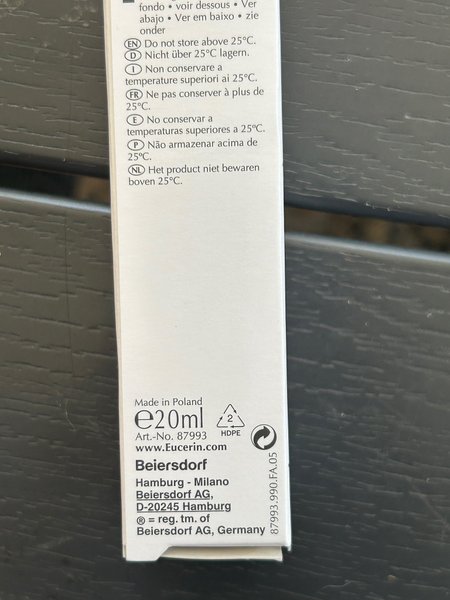 fondo • voir dessous • Ver
abajo • Ver em baixo • zie
onder
EN Do not store above 25°C.
D Nicht über 25°C lagern.
I Non conservare a
temperature superiori ai 25°C.
FR Ne pas conserver à plus de
25°C.
E No conservar a
temperaturas superiores a 25°C.
P Não armazenar acima de
25°C.
NL Het product niet bewaren
boven 25°C.
Made in Poland
℮20ml
2
HDPE
Art.-No. 87993
www.Eucerin.com
Beiersdorf
Hamburg - Milano
Beiersdorf AG,
D-20245 Hamburg
® = reg. tm. of
Beiersdorf AG, Germany
87993.990.FA.05